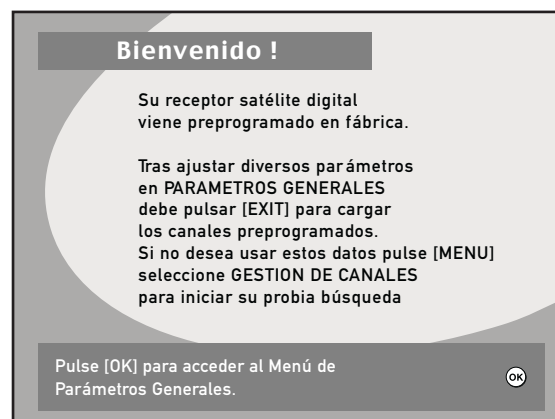 Bienvenido !
Su receptor satélite digital
viene preprogramado en fábrica.
Tras ajustar diversos parámetros
en PARAMETROS GENERALES
debe pulsar [EXIT] para cargar
los canales preprogramados.
Si no desea usar estos datos pulse [MENU]
seleccione GESTION DE CANALES
para iniciar su probia búsqueda
Pulse [OK] para acceder al Menú de
Parámetros Generales.
OK